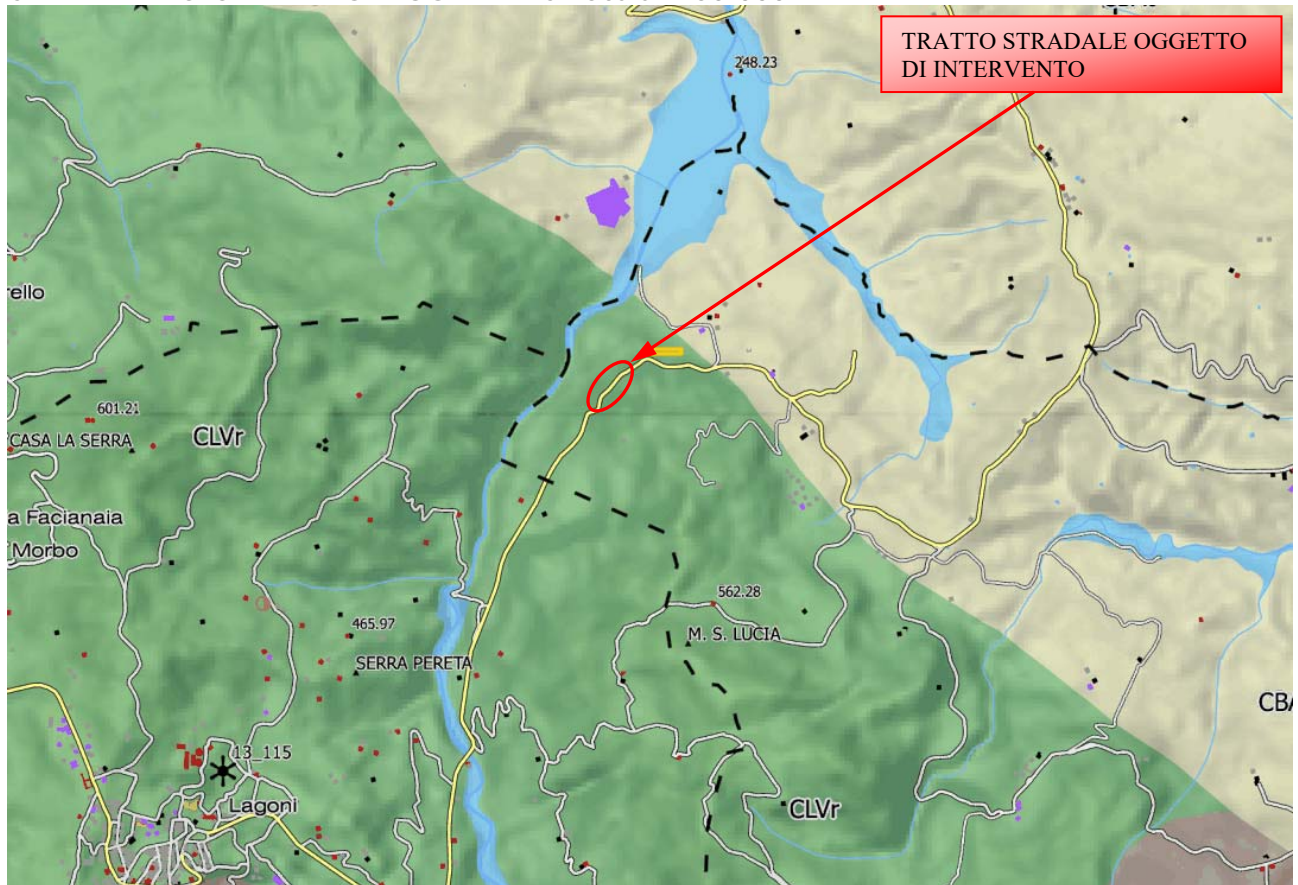 TRATTO STRADALE OGGETTO
DI INTERVENTO
248.23
rello
601.21
CASA LA SERRA
CLVr
a Facianaia
Morbo
562.28
465.97
M. S. LUCIA
SERRA PERETA
CBA
13_115
Lagoni
CLVr